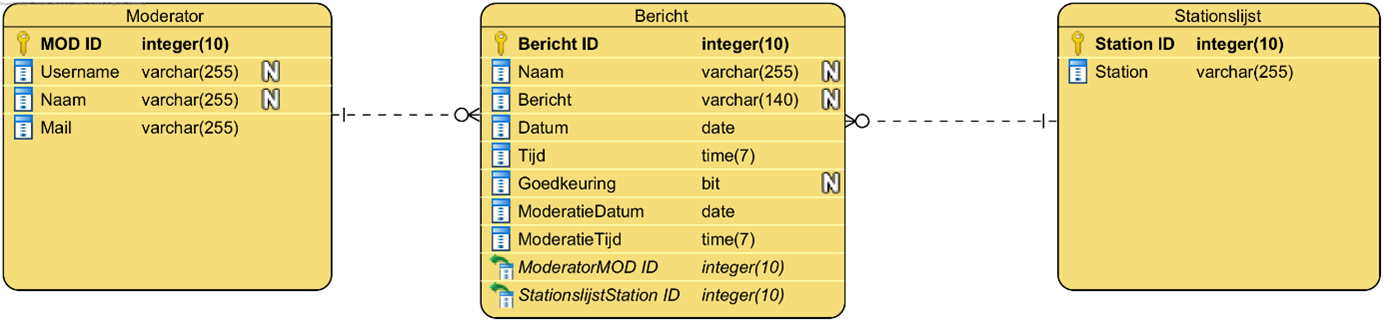 Moderator
MOD ID integer(10)
Username varchar(255) N
Naam varchar(255) N
Mail varchar(255)
Bericht
Bericht ID integer(10)
Naam varchar(255) N
Bericht varchar(140) N
Datum date
Tijd time(7)
Goedkeuring bit N
ModeratieDatum date
ModeratieTijd time(7)
ModeratorMOD ID integer(10)
StationslijstStation ID integer(10)
Stationslijst
Station ID integer(10)
Station varchar(255)